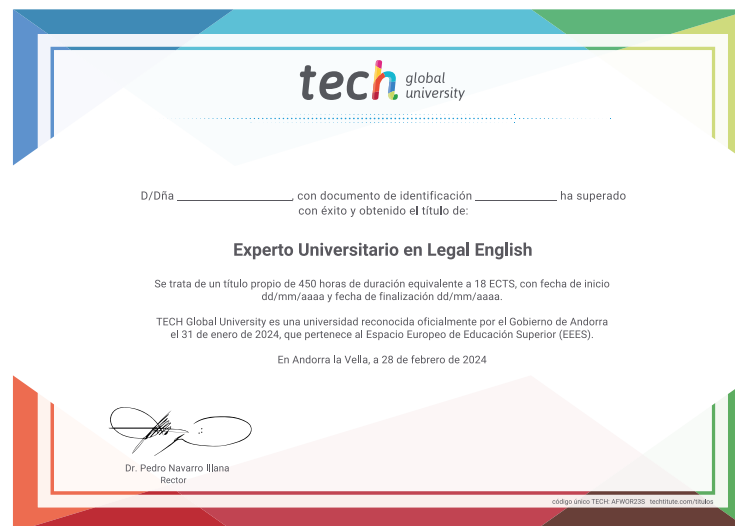 tech global university
D/Dña ____________________, con documento de identificación ______________ ha superado
con éxito y obtenido el título de:
Experto Universitario en Legal English
Se trata de un título propio de 450 horas de duración equivalente a 18 ECTS, con fecha de inicio
dd/mm/aaaa y fecha de finalización dd/mm/aaaa.
TECH Global University es una universidad reconocida oficialmente por el Gobierno de Andorra
el 31 de enero de 2024, que pertenece al Espacio Europeo de Educación Superior (EEES).
En Andorra la Vella, a 28 de febrero de 2024
Dr. Pedro Navarro Illana
Rector
código único TECH: AFWOR23S techtitute.com/titulos